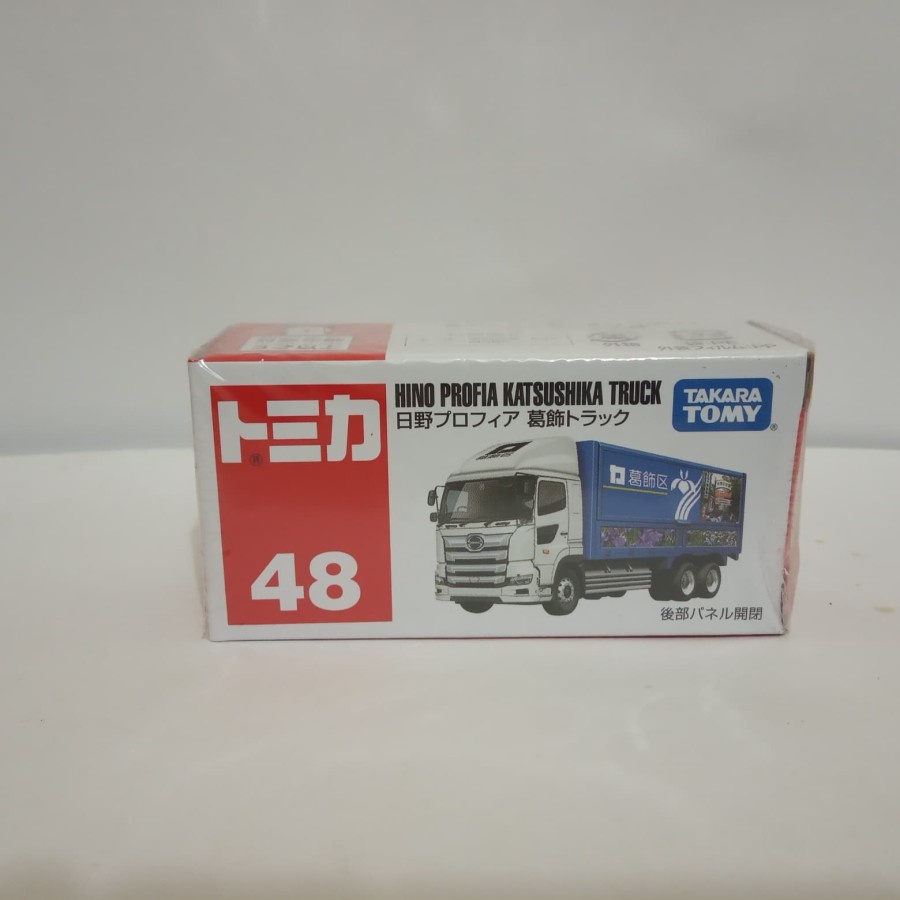 トミカ
48
HINO PROFIA KATSUSHIKA TRUCK
日野プロフィア 葛飾トラック
TAKARA
TOMY
葛飾区
後部パネル開閉